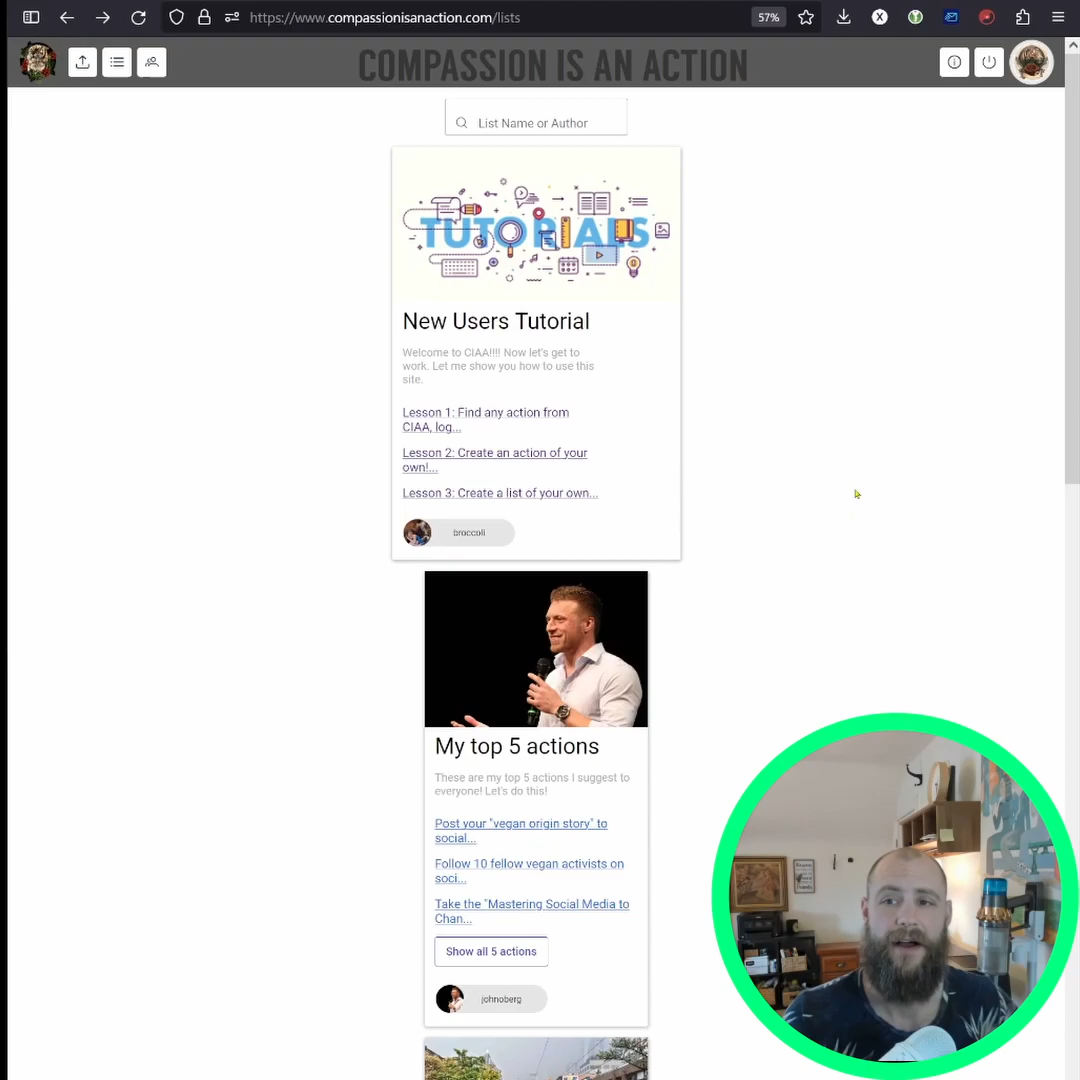 https://www.compassionisanaction.com/lists
57%
COMPASSION IS AN ACTION
List Name or Author
TUTORIALS
New Users Tutorial
Welcome to CIAA!!!! Now let's get to
work. Let me show you how to use this
site.
Lesson 1: Find any action from
CIAA, log...
Lesson 2: Create an action of your
own!...
Lesson 3: Create a list of your own...
broccoli
My top 5 actions
These are my top 5 actions I suggest to
everyone! Let's do this!
Post your "vegan origin story" to
social...
Follow 10 fellow vegan activists on
soci...
Take the "Mastering Social Media to
Chan...
Show all 5 actions
johnoberg